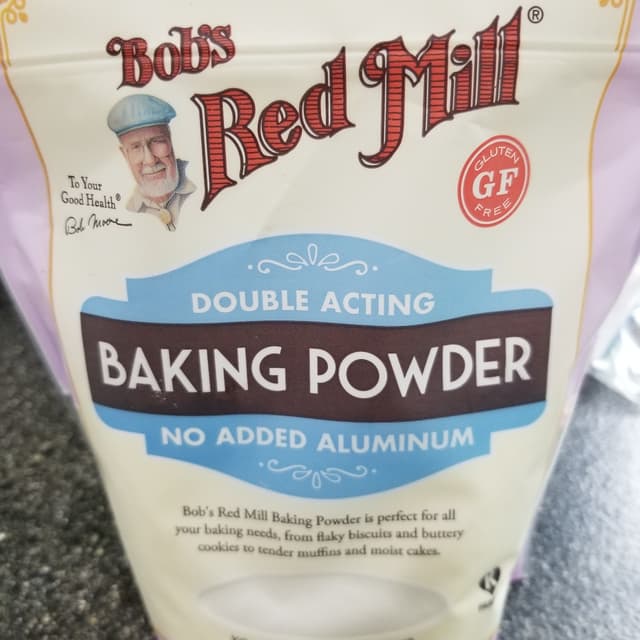 Bob's
Red Mill®
GLUTEN
GF
FREE
To Your
Good Health®
Bob Moore
DOUBLE ACTING
BAKING POWDER
NO ADDED ALUMINUM
Bob's Red Mill Baking Powder is perfect for all
your baking needs, from flaky biscuits and buttery
cookies to tender muffins and moist cakes.
K